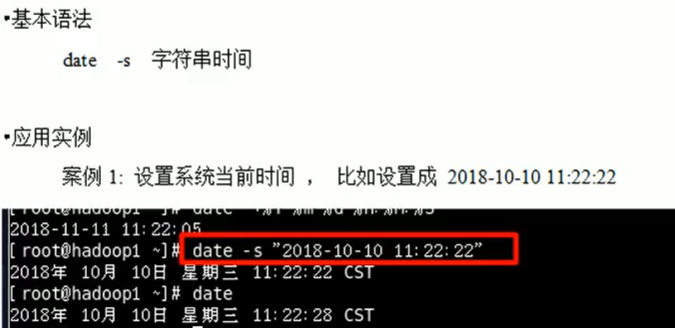 •基本语法
date -s 字符串时间
•应用实例
案例 1: 设置系统当前时间 ， 比如设置成 2018-10-10 11:22:22
[root@hadoop1 ~]# date
2018-11-11 11:22:05
[root@hadoop1 ~]# date -s ”2018-10-10 11:22:22”
2018年 10月 10日 星期三 11:22:22 CST
[root@hadoop1 ~]# date
2018年 10月 10日 星期三 11:22:28 CST